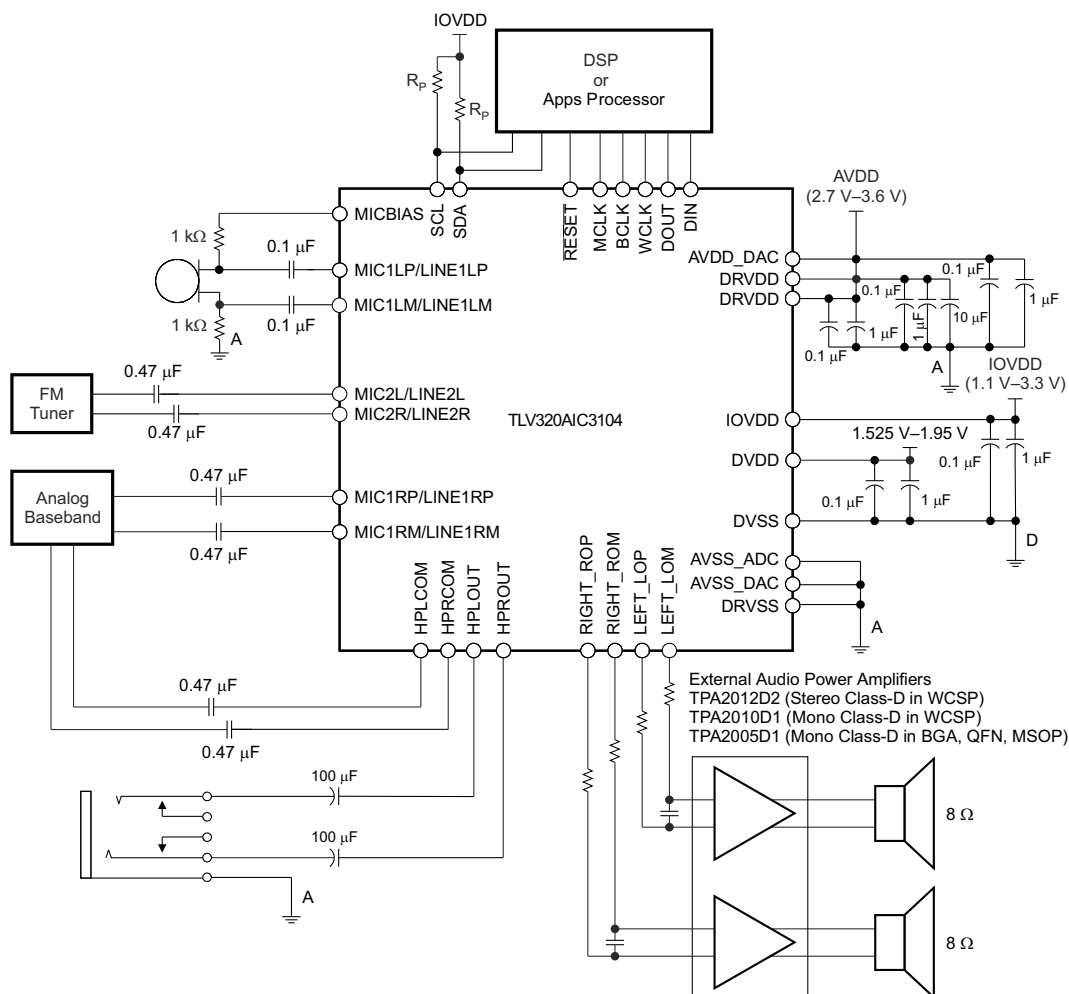 IOVDD
DSP
or
Apps Processor
R_P
R_P
AVDD
(2.7 V–3.6 V)
SCL
SDA
RESET
MCLK
BCLK
WCLK
DOUT
DIN
MICBIAS
1 kΩ
0.1 μF
MIC1LP/LINE1LP
MIC1LM/LINE1LM
1 kΩ
0.1 μF
A
AVDD_DAC
DRVDD
DRVDD
0.1 μF
0.1 μF
1 μF
1 μF
1 μF
10 μF
0.1 μF
A
IOVDD
(1.1 V–3.3 V)
FM
Tuner
0.47 μF
0.47 μF
MIC2L/LINE2L
MIC2R/LINE2R
TLV320AIC3104
IOVDD
1.525 V–1.95 V
DVDD
0.1 μF
1 μF
0.1 μF
1 μF
DVSS
D
Analog
Baseband
0.47 μF
0.47 μF
MIC1RP/LINE1RP
MIC1RM/LINE1RM
AVSS_ADC
AVSS_DAC
DRVSS
A
HPLCOM
HPRCOM
HPLOUT
HPROUT
RIGHT_ROP
RIGHT_ROM
LEFT_LOP
LEFT_LOM
0.47 μF
0.47 μF
External Audio Power Amplifiers
TPA2012D2 (Stereo Class-D in WCSP)
TPA2010D1 (Mono Class-D in WCSP)
TPA2005D1 (Mono Class-D in BGA, QFN, MSOP)
100 μF
100 μF
A
8 Ω
8 Ω